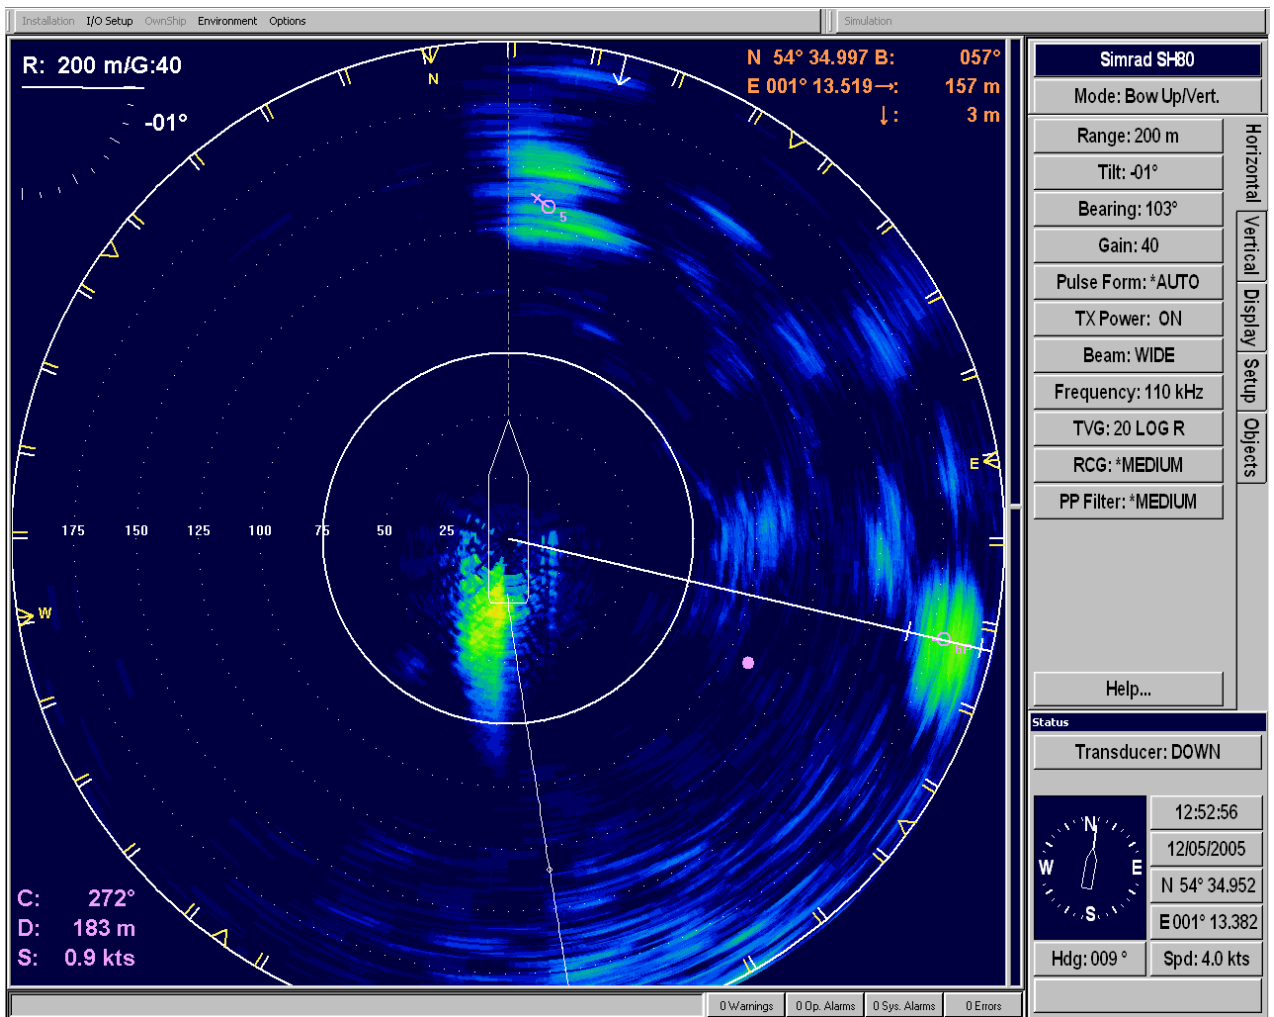 Installation I/O Setup OwnShip Environment Options
Simulation
R: 200 m/G:40
-01°
N
N 54° 34.997 B: 057°
E 001° 13.519→: 157 m
↓: 3 m
5
E
175 150 125 100 75 50 25
W
C: 272°
D: 183 m
S: 0.9 kts
Simrad SH80
Mode: Bow Up/Vert.
Range: 200 m
Tilt: -01°
Bearing: 103°
Gain: 40
Pulse Form: *AUTO
TX Power: ON
Beam: WIDE
Frequency: 110 kHz
TVG: 20 LOG R
RCG: *MEDIUM
PP Filter: *MEDIUM
Help...
Horizontal
Vertical
Display
Setup
Objects
Status
Transducer: DOWN
N
W E
S
12:52:56
12/05/2005
N 54° 34.952
E 001° 13.382
Hdg: 009 ° Spd: 4.0 kts
0 Warnings 0 Op. Alarms 0 Sys. Alarms 0 Errors